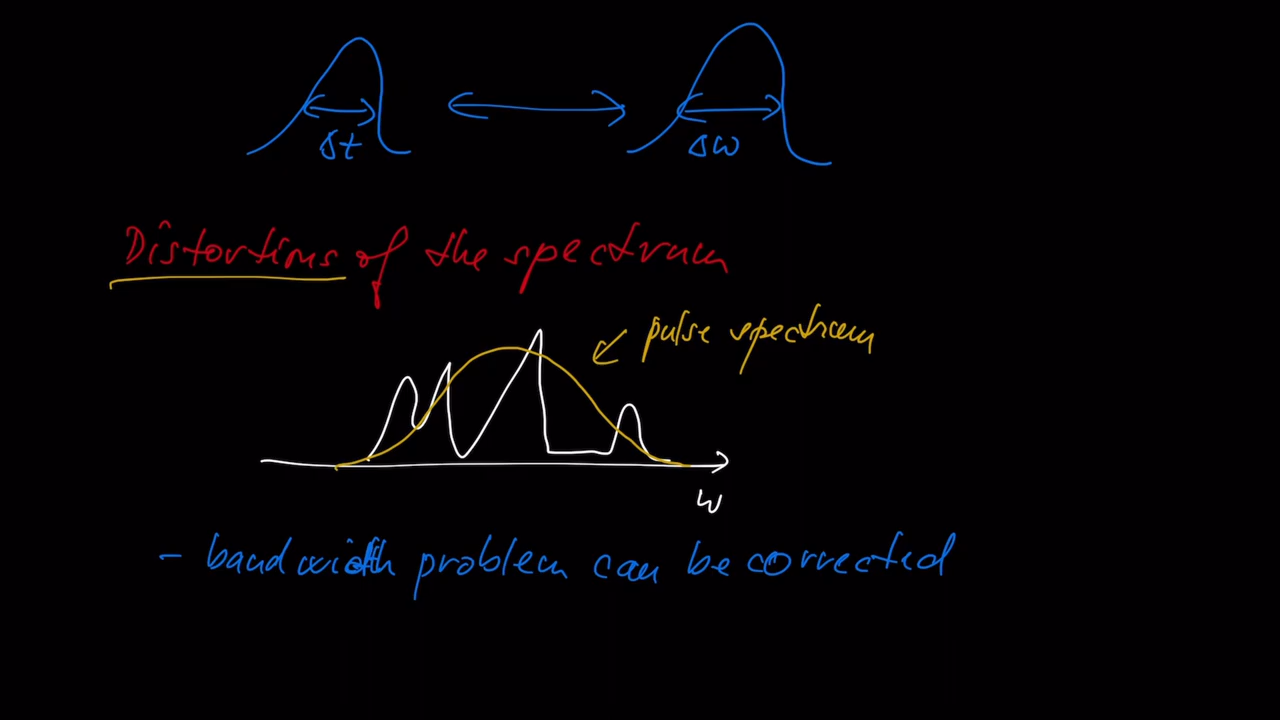 Δt
Δω
Distortions of the spectrum
pulse spectrum
ω
- bandwidth problem can be corrected